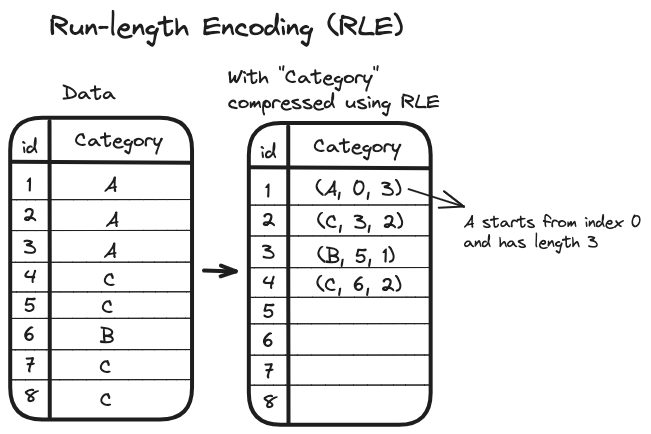 Run-length Encoding (RLE)
Data
With "Category"
compressed using RLE
id Category
1 A
2 A
3 A
4 C
5 C
6 B
7 C
8 C
id Category
1 (A, 0, 3)
2 (C, 3, 2)
3 (B, 5, 1)
4 (C, 6, 2)
5
6
7
8
A starts from index 0
and has length 3